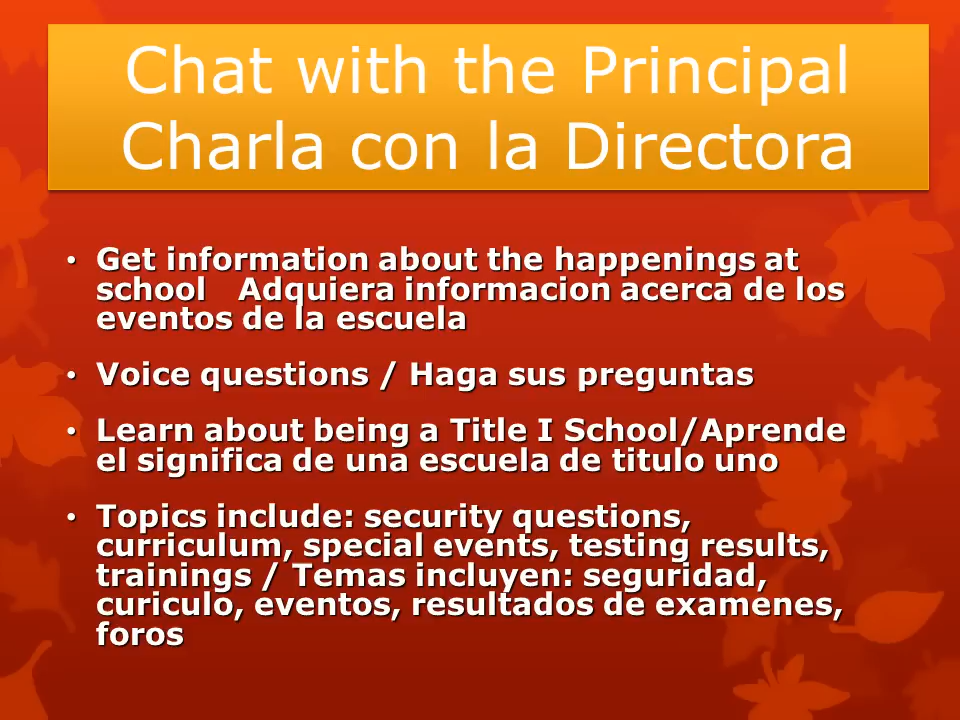 Chat with the Principal
Charla con la Directora
• Get information about the happenings at
school   Adquiera informacion acerca de los
eventos de la escuela
• Voice questions / Haga sus preguntas
• Learn about being a Title I School/Aprende
el significa de una escuela de titulo uno
• Topics include: security questions,
curriculum, special events, testing results,
trainings / Temas incluyen: seguridad,
curiculo, eventos, resultados de examenes,
foros